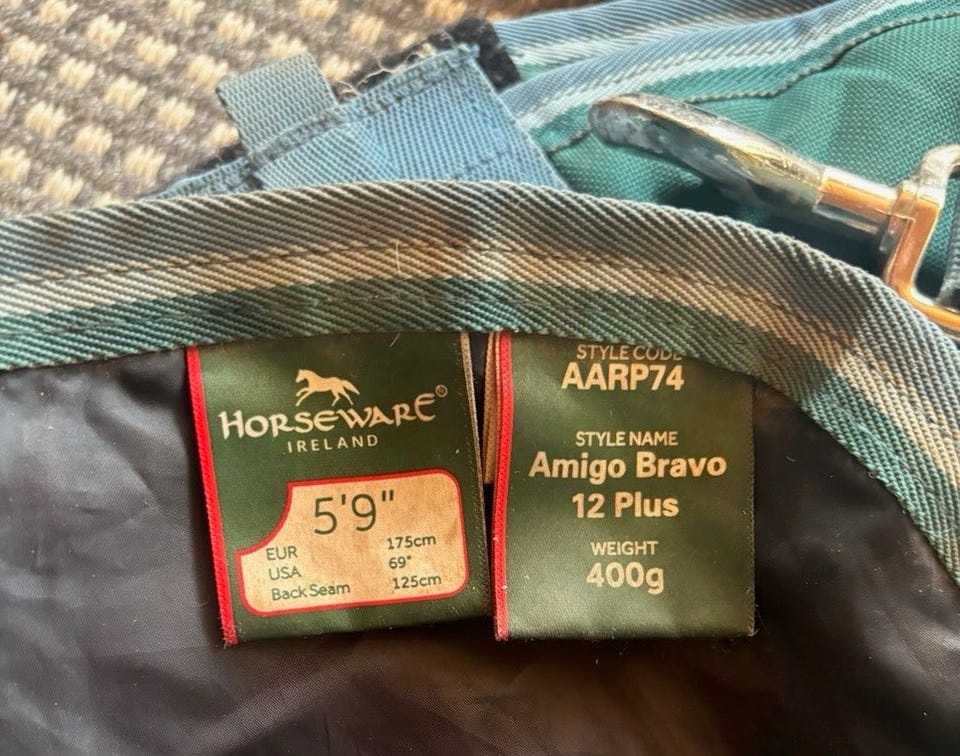 HORSEWARE®
IRELAND
5'9"
EUR 175cm
USA 69"
Back Seam 125cm
STYLE CODE
AARP74
STYLE NAME
Amigo Bravo
12 Plus
WEIGHT
400g